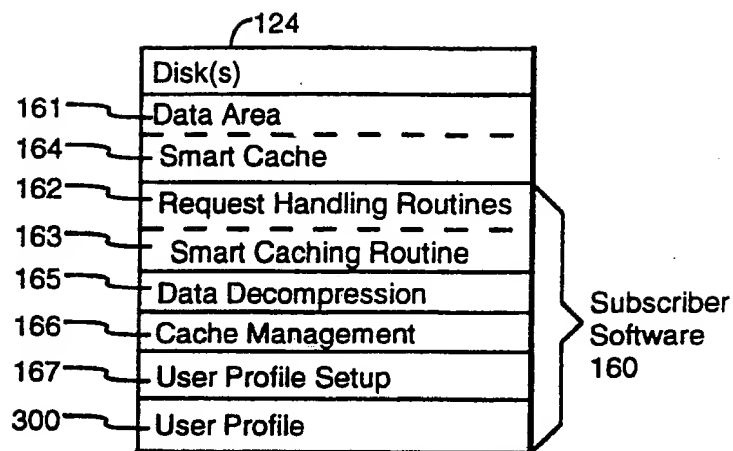 124
Disk(s)
161 Data Area
164 Smart Cache
162 Request Handling Routines
163 Smart Caching Routine
165 Data Decompression
166 Cache Management
167 User Profile Setup
300 User Profile
Subscriber
Software
160